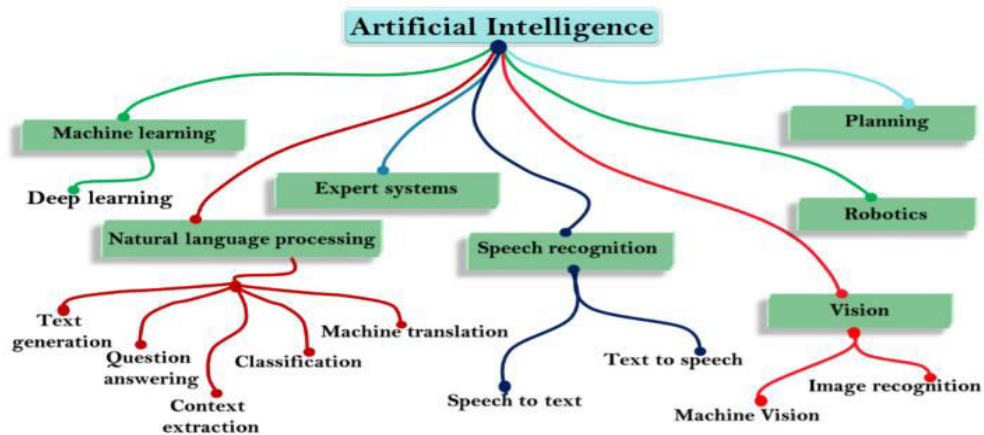 Artificial Intelligence
Machine learning
Planning
Deep learning
Expert systems
Robotics
Natural language processing
Speech recognition
Vision
Text
generation
Question
answering
Context
extraction
Classification
Machine translation
Speech to text
Text to speech
Machine Vision
Image recognition